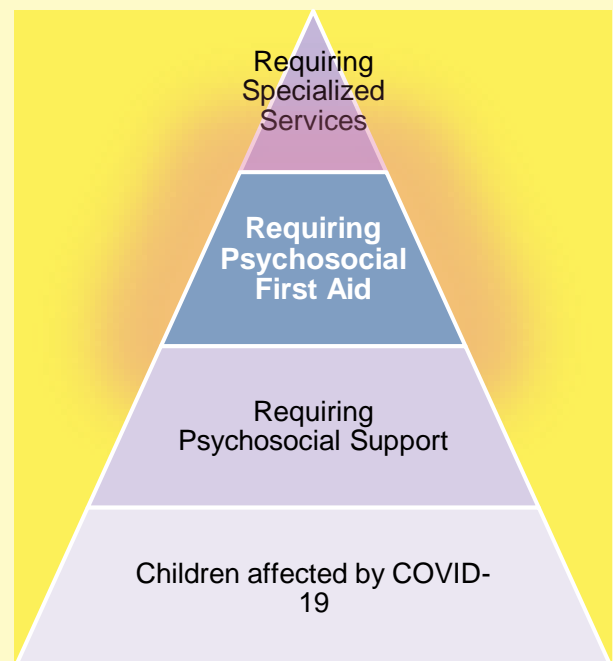 Requiring
Specialized
Services
Requiring
Psychosocial
First Aid
Requiring
Psychosocial Support
Children affected by COVID-
19